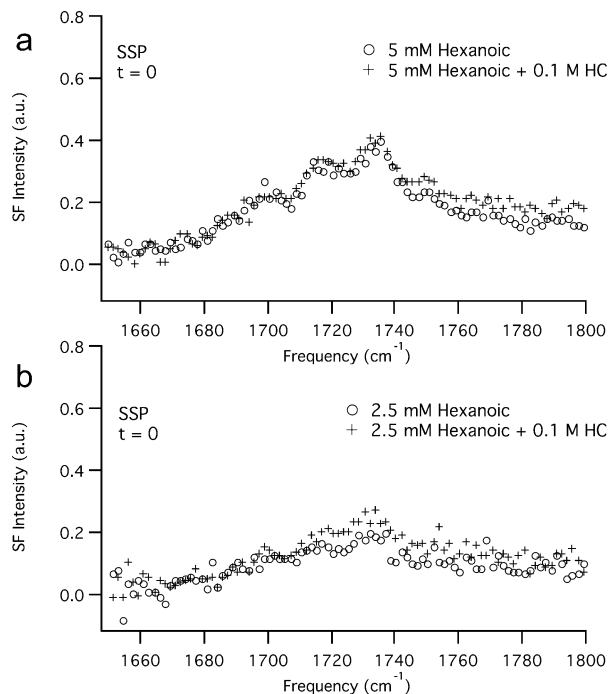 a
0.8
SSP
t = 0
○ 5 mM Hexanoic
+ 5 mM Hexanoic + 0.1 M HC
0.6
0.4
0.2
0.0
SF Intensity (a.u.)
1660 1680 1700 1720 1740 1760 1780 1800
Frequency (cm⁻¹)
b
0.8
SSP
t = 0
○ 2.5 mM Hexanoic
+ 2.5 mM Hexanoic + 0.1 M HC
0.6
0.4
0.2
0.0
SF Intensity (a.u.)
1660 1680 1700 1720 1740 1760 1780 1800
Frequency (cm⁻¹)